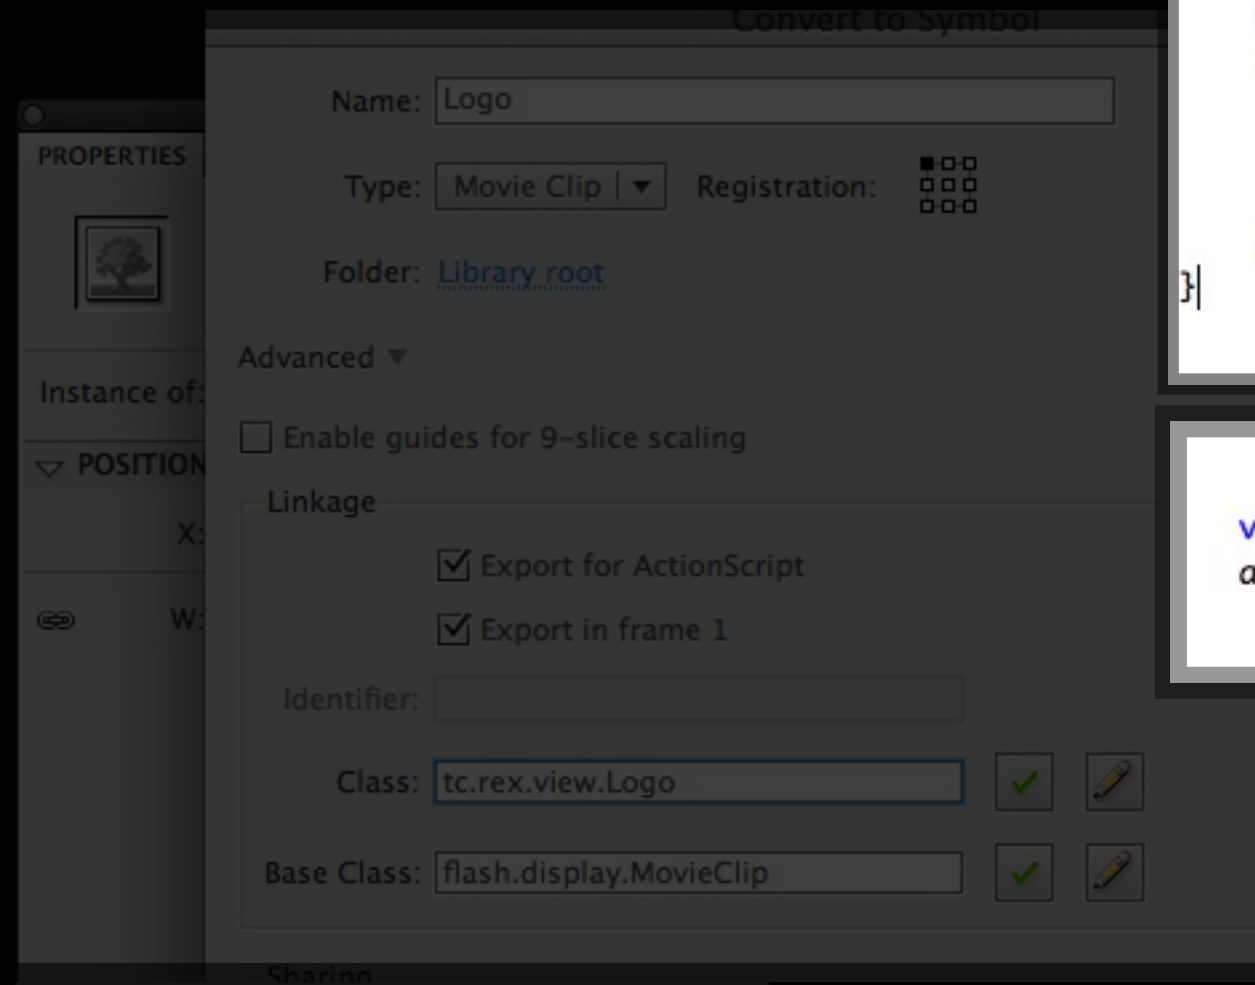 Convert to Symbol
Name: Logo
PROPERTIES
Type: Movie Clip Registration:
}
Folder: Library root
Advanced
Instance of:
Enable guides for 9-slice scaling
POSITION
Linkage
X:
v
Export for ActionScript
a
W:
Export in frame 1
Identifier:
Class: tc.rex.view.Logo
Base Class: flash.display.MovieClip
Sharing